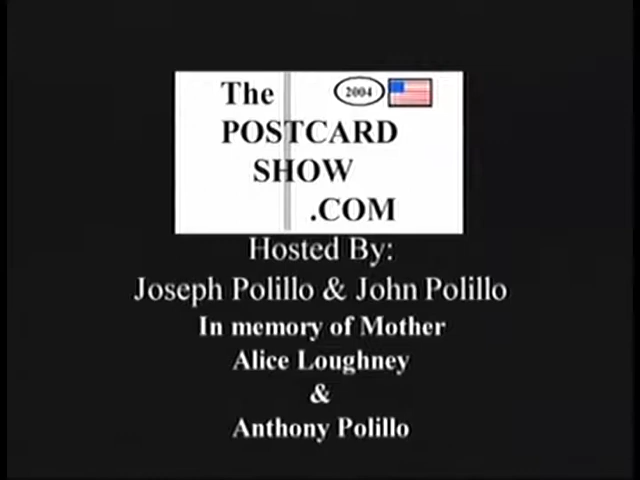 The 2004
POSTCARD
SHOW
.COM
Hosted By:
Joseph Polillo & John Polillo
In memory of Mother
Alice Loughney
&
Anthony Polillo